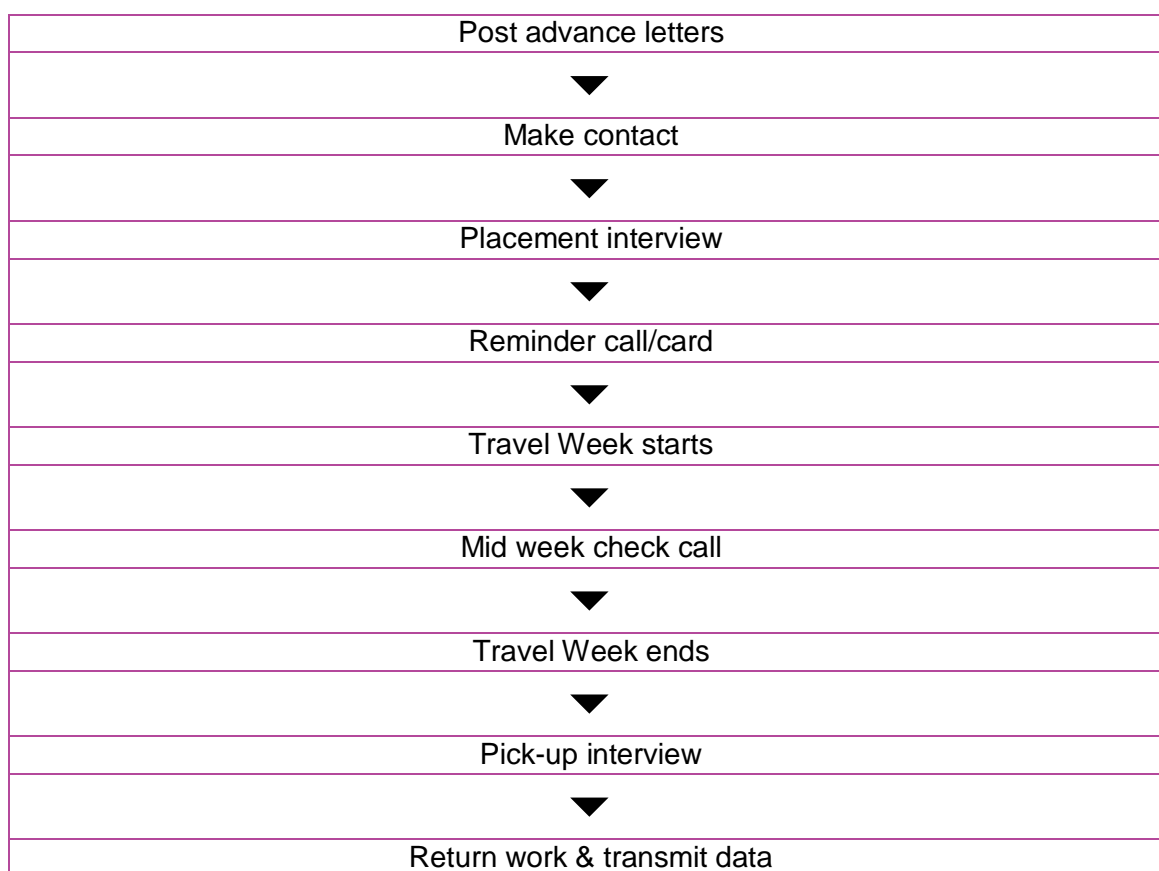 Post advance letters
Make contact
Placement interview
Reminder call/card
Travel Week starts
Mid week check call
Travel Week ends
Pick-up interview
Return work & transmit data